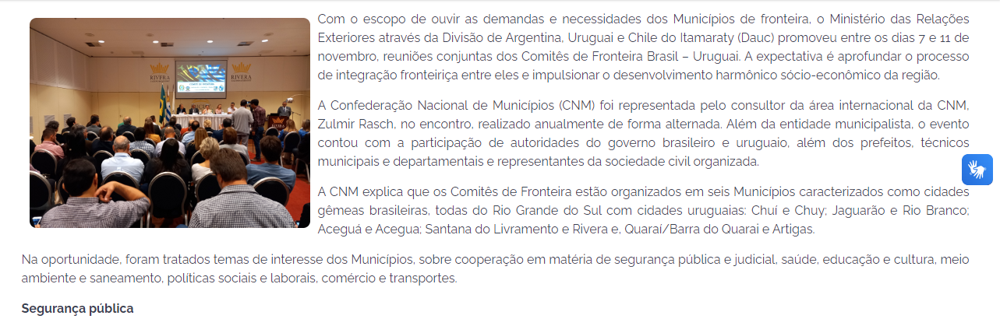 Com o escopo de ouvir as demandas e necessidades dos Municípios de fronteira, o Ministério das Relações
Exteriores através da Divisão de Argentina, Uruguai e Chile do Itamaraty (Dauc) promoveu entre os dias 7 e 11 de
novembro, reuniões conjuntas dos Comitês de Fronteira Brasil – Uruguai. A expectativa é aprofundar o processo
de integração fronteiriça entre eles e impulsionar o desenvolvimento harmônico sócio-econômico da região.
A Confederação Nacional de Municípios (CNM) foi representada pelo consultor da área internacional da CNM,
Zulmir Rasch, no encontro, realizado anualmente de forma alternada. Além da entidade municipalista, o evento
contou com a participação de autoridades do governo brasileiro e uruguaio, além dos prefeitos, técnicos
municipais e departamentais e representantes da sociedade civil organizada.
A CNM explica que os Comitês de Fronteira estão organizados em seis Municípios caracterizados como cidades
gêmeas brasileiras, todas do Rio Grande do Sul com cidades uruguaias: Chuí e Chuy; Jaguarão e Rio Branco;
Aceguá e Acegua; Santana do Livramento e Rivera e, Quaraí/Barra do Quarai e Artigas.
Na oportunidade, foram tratados temas de interesse dos Municípios, sobre cooperação em matéria de segurança pública e judicial, saúde, educação e cultura, meio
ambiente e saneamento, políticas sociais e laborais, comércio e transportes.
Segurança pública
RIVERA
RIVERA